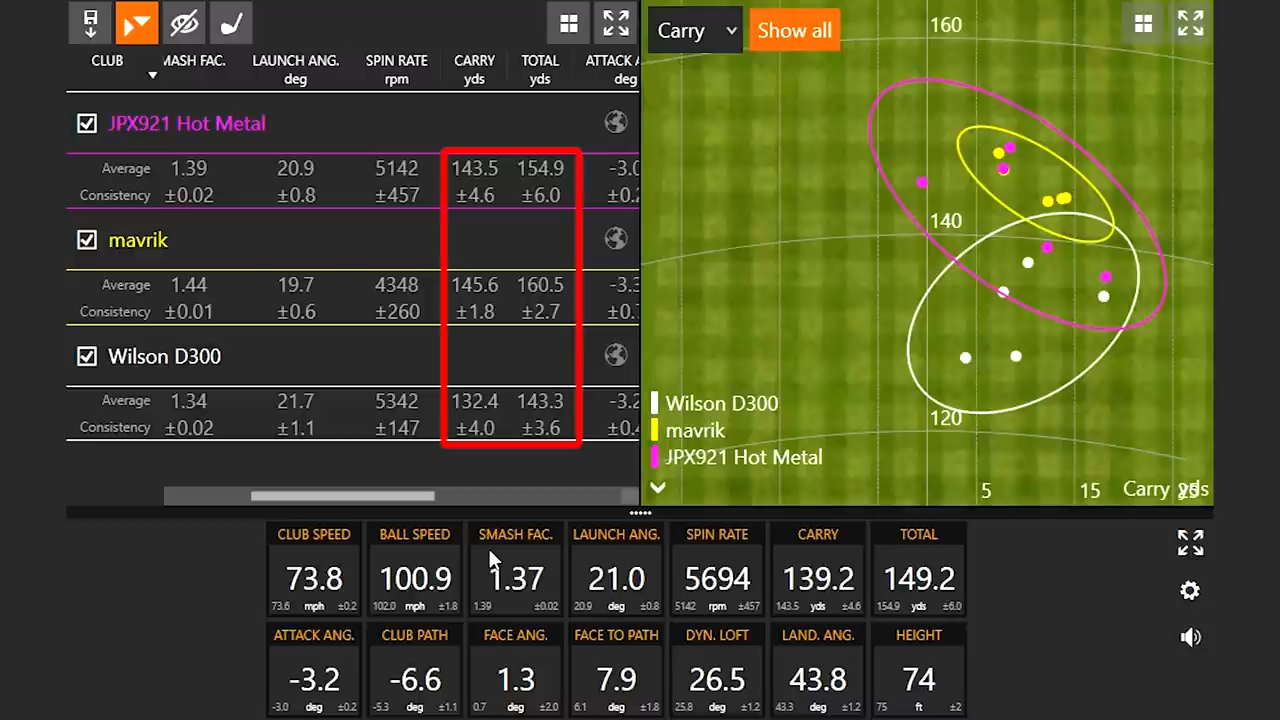 CLUB MASH FAC. LAUNCH ANG. deg SPIN RATE rpm CARRY yds TOTAL yds ATTACK A deg
JPX921 Hot Metal
Average 1.39 20.9 5142 143.5 154.9 -3.0
Consistency ±0.02 ±0.8 ±457 ±4.6 ±6.0 ±0.2
mavrik
Average 1.44 19.7 4348 145.6 160.5 -3.3
Consistency ±0.01 ±0.6 ±260 ±1.8 ±2.7 ±0.
Wilson D300
Average 1.34 21.7 5342 132.4 143.3 -3.2
Consistency ±0.02 ±1.1 ±147 ±4.0 ±3.6 ±0.4
Carry Show all
160
140
120
Wilson D300
mavrik
JPX921 Hot Metal
5 15 Carry yds
CLUB SPEED BALL SPEED SMASH FAC. LAUNCH ANG. SPIN RATE CARRY TOTAL
73.8 100.9 1.37 21.0 5694 139.2 149.2
73.6 mph ±0.2 102.0 mph ±1.8 1.39 ±0.02 20.9 deg ±0.8 5142 rpm ±457 143.5 yds ±4.6 154.9 yds ±6.0
ATTACK ANG. CLUB PATH FACE ANG. FACE TO PATH DYN. LOFT LAND. ANG. HEIGHT
-3.2 -6.6 1.3 7.9 26.5 43.8 74
-3.0 deg ±0.2 -5.3 deg ±1.1 0.7 deg ±2.0 6.1 deg ±1.8 25.8 deg ±1.2 43.3 deg ±1.2 75 ft ±2